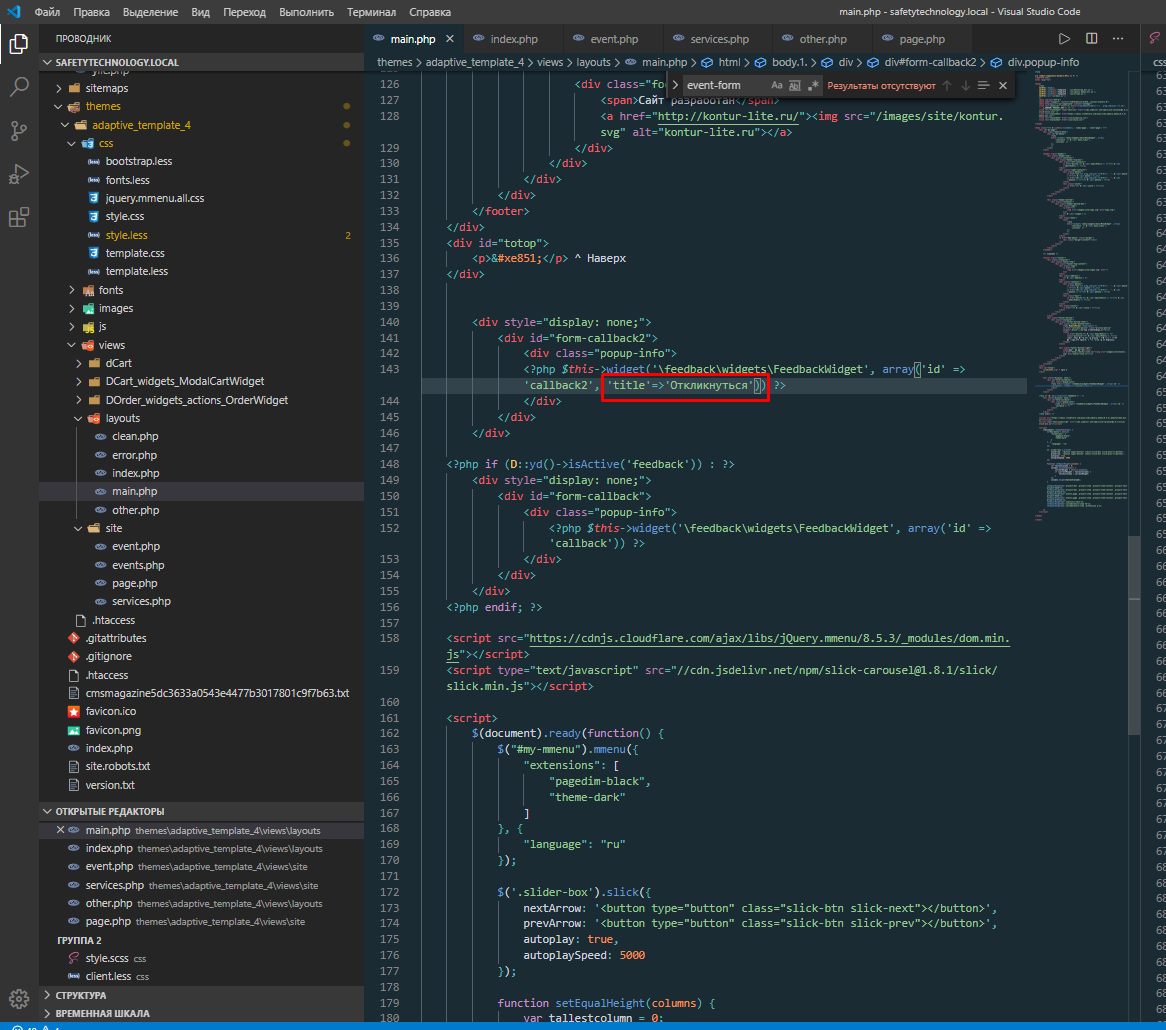 Файл Правка Выделение Вид Переход Выполнить Терминал Справка
main.php - safetytechnology.local - Visual Studio Code
ПРОВОДНИК
SAFETYTECHNOLOGY.LOCAL
sitemaps
themes
adaptive_template_4
css
bootstrap.less
fonts.less
jquery.mmenu.all.css
style.css
style.less 2
template.css
template.less
fonts
images
js
views
dCart
DCart_widgets_ModalCartWidget
DOrder_widgets_actions_OrderWidget
layouts
clean.php
error.php
index.php
main.php
other.php
site
event.php
events.php
page.php
services.php
.htaccess
.gitattributes
.gitignore
.htaccess
cmsmagazine5dc3633a0543e4477b3017801c9f7b63.txt
favicon.ico
favicon.png
index.php
site.robots.txt
version.txt
ОТКРЫТЫЕ РЕДАКТОРЫ
main.php themes\adaptive_template_4\views\layouts
index.php themes\adaptive_template_4\views\layouts
event.php themes\adaptive_template_4\views\site
services.php themes\adaptive_template_4\views\site
other.php themes\adaptive_template_4\views\layouts
page.php themes\adaptive_template_4\views\site
ГРУППА 2
style.scss css
client.less css
СТРУКТУРА
ВРЕМЕННАЯ ШКАЛА
main.php index.php event.php services.php other.php page.php
themes > adaptive_template_4 > views > layouts > main.php > html > body.1. > div > div#form-callback2 > div.popup-info
event-form Aa Результаты отсутствуют
126 <div class="foo
127 <span>Сайт разработан</span>
128 <a href="http://kontur-lite.ru/"><img src="/images/site/kontur.
svg" alt="kontur-lite.ru"></a>
129 </div>
130 </div>
131 </div>
132 </div>
133 </footer>
134 </div>
135 <div id="totop">
136 <p>&#xe851;</p> ^ Наверх
137 </div>
138
139
140 <div style="display: none;">
141 <div id="form-callback2">
142 <div class="popup-info">
143 <?php $this->widget('\feedback\widgets\FeedbackWidget', array('id' =>
'callback2', 'title'=>'Откликнуться')) ?>
144 </div>
145 </div>
146 </div>
147
148 <?php if (D::yd()->isActive('feedback')) : ?>
149 <div style="display: none;">
150 <div id="form-callback">
151 <div class="popup-info">
152 <?php $this->widget('\feedback\widgets\FeedbackWidget', array('id' =>
'callback')) ?>
153 </div>
154 </div>
155 </div>
156 <?php endif; ?>
157
158 <script src="https://cdnjs.cloudflare.com/ajax/libs/jQuery.mmenu/8.5.3/_modules/dom.min.
js"></script>
159 <script type="text/javascript" src="//cdn.jsdelivr.net/npm/slick-carousel@1.8.1/slick/
slick.min.js"></script>
160
161 <script>
162 $(document).ready(function() {
163 $("#my-mmenu").mmenu({
164 "extensions": [
165 "pagedim-black",
166 "theme-dark"
167 ]
168 }, {
169 "language": "ru"
170 });
171
172 $('.slider-box').slick({
173 nextArrow: '<button type="button" class="slick-btn slick-next"></button>',
174 prevArrow: '<button type="button" class="slick-btn slick-prev"></button>',
175 autoplay: true,
176 autoplaySpeed: 5000
177 });
178
179 function setEqualHeight(columns) {
180 var tallestcolumn = 0;